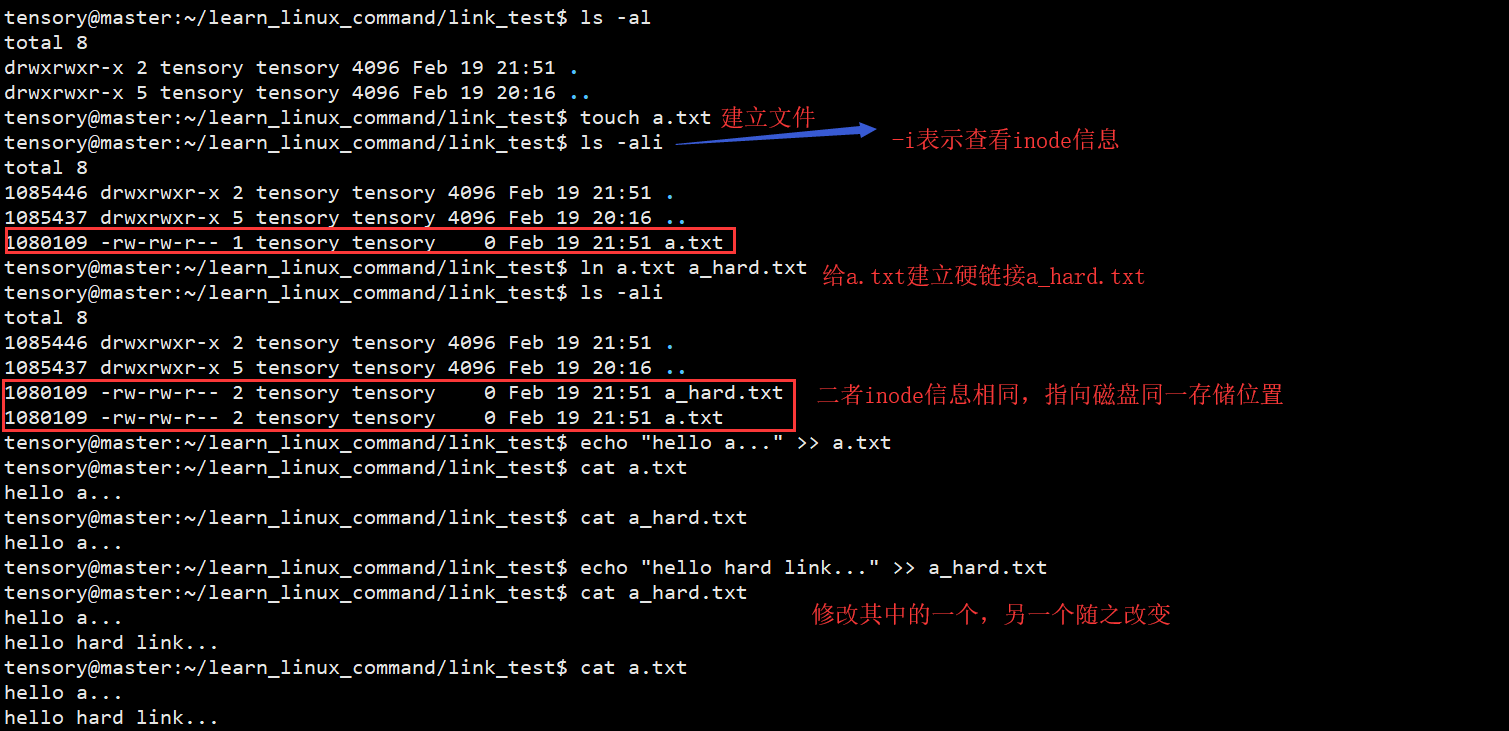 tensory@master:~/learn_linux_command/link_test$ ls -al
total 8
drwxrwxr-x 2 tensory tensory 4096 Feb 19 21:51 .
drwxrwxr-x 5 tensory tensory 4096 Feb 19 20:16 ..
tensory@master:~/learn_linux_command/link_test$ touch a.txt 建立文件
tensory@master:~/learn_linux_command/link_test$ ls -ali -i表示查看inode信息
total 8
1085446 drwxrwxr-x 2 tensory tensory 4096 Feb 19 21:51 .
1085437 drwxrwxr-x 5 tensory tensory 4096 Feb 19 20:16 ..
1080109 -rw-rw-r-- 1 tensory tensory    0 Feb 19 21:51 a.txt
tensory@master:~/learn_linux_command/link_test$ ln a.txt a_hard.txt 给a.txt建立硬链接a_hard.txt
tensory@master:~/learn_linux_command/link_test$ ls -ali
total 8
1085446 drwxrwxr-x 2 tensory tensory 4096 Feb 19 21:51 .
1085437 drwxrwxr-x 5 tensory tensory 4096 Feb 19 20:16 ..
1080109 -rw-rw-r-- 2 tensory tensory    0 Feb 19 21:51 a_hard.txt 二者inode信息相同，指向磁盘同一存储位置
1080109 -rw-rw-r-- 2 tensory tensory    0 Feb 19 21:51 a.txt
tensory@master:~/learn_linux_command/link_test$ echo "hello a..." >> a.txt
tensory@master:~/learn_linux_command/link_test$ cat a.txt
hello a...
tensory@master:~/learn_linux_command/link_test$ cat a_hard.txt
hello a...
tensory@master:~/learn_linux_command/link_test$ echo "hello hard link..." >> a_hard.txt
tensory@master:~/learn_linux_command/link_test$ cat a_hard.txt
hello a... 修改其中的一个，另一个随之改变
hello hard link...
tensory@master:~/learn_linux_command/link_test$ cat a.txt
hello a...
hello hard link...